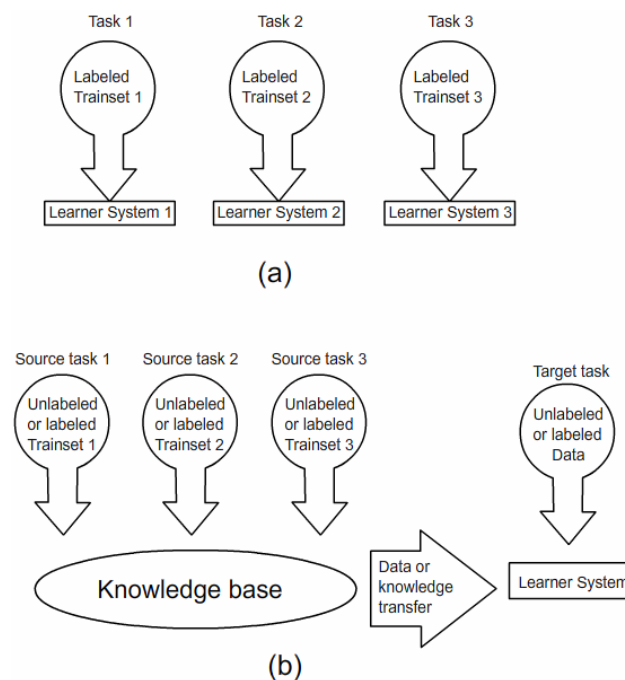 Task 1
Task 2
Task 3
Labeled
Trainset 1
Labeled
Trainset 2
Labeled
Trainset 3
Learner System 1
Learner System 2
Learner System 3
(a)
Source task 1
Source task 2
Source task 3
Target task
Unlabeled
or labeled
Trainset 1
Unlabeled
or labeled
Trainset 2
Unlabeled
or labeled
Trainset 3
Unlabeled
or labeled
Data
Knowledge base
Data or
knowledge
transfer
Learner System
(b)